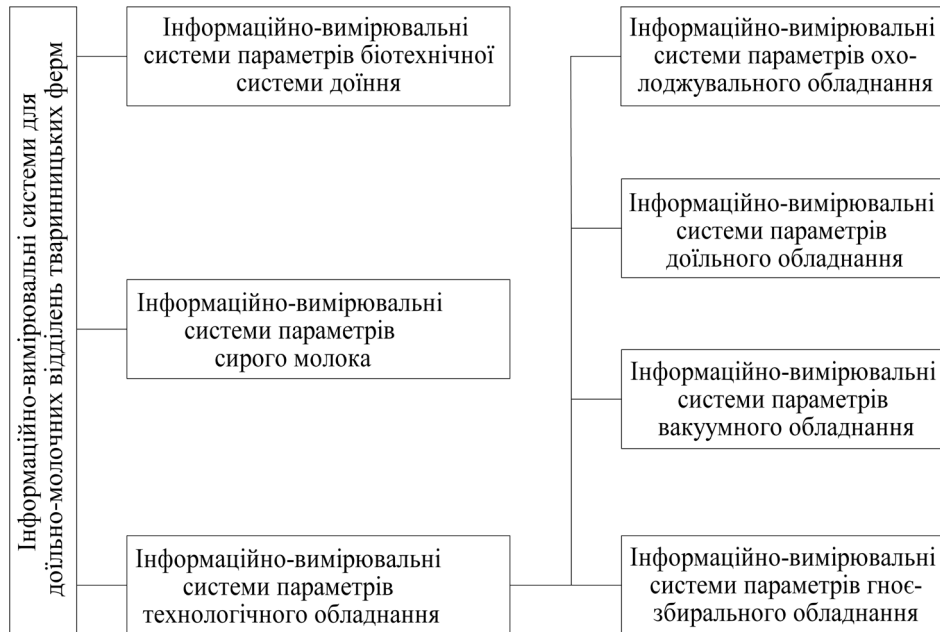 Інформаційно-вимірювальні системи для
доїльно-молочних відділень тваринницьких ферм
Інформаційно-вимірювальні
системи параметрів біотехнічної
системи доїння
Інформаційно-вимірювальні
системи параметрів
сирого молока
Інформаційно-вимірювальні
системи параметрів
технологічного обладнання
Інформаційно-вимірювальні
системи параметрів охо-
лоджувального обладнання
Інформаційно-вимірювальні
системи параметрів
доїльного обладнання
Інформаційно-вимірювальні
системи параметрів
вакуумного обладнання
Інформаційно-вимірювальні
системи параметрів гноє-
збирального обладнання